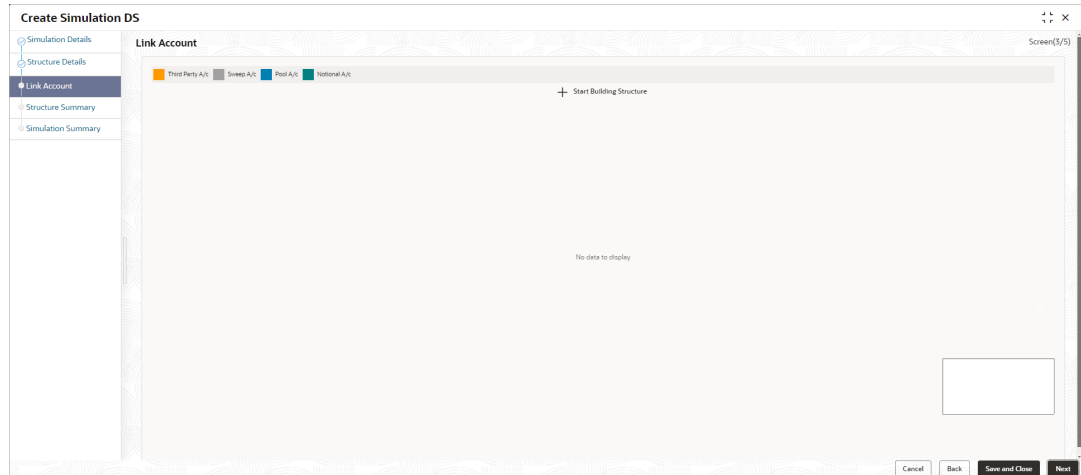 Create Simulation DS
Simulation Details
Structure Details
Link Account
Structure Summary
Simulation Summary
Link Account
Screen(3/5)
Third Party A/c Sweep A/c Pool A/c Notional A/c
Start Building Structure
No data to display
Cancel Back Save and Close Next